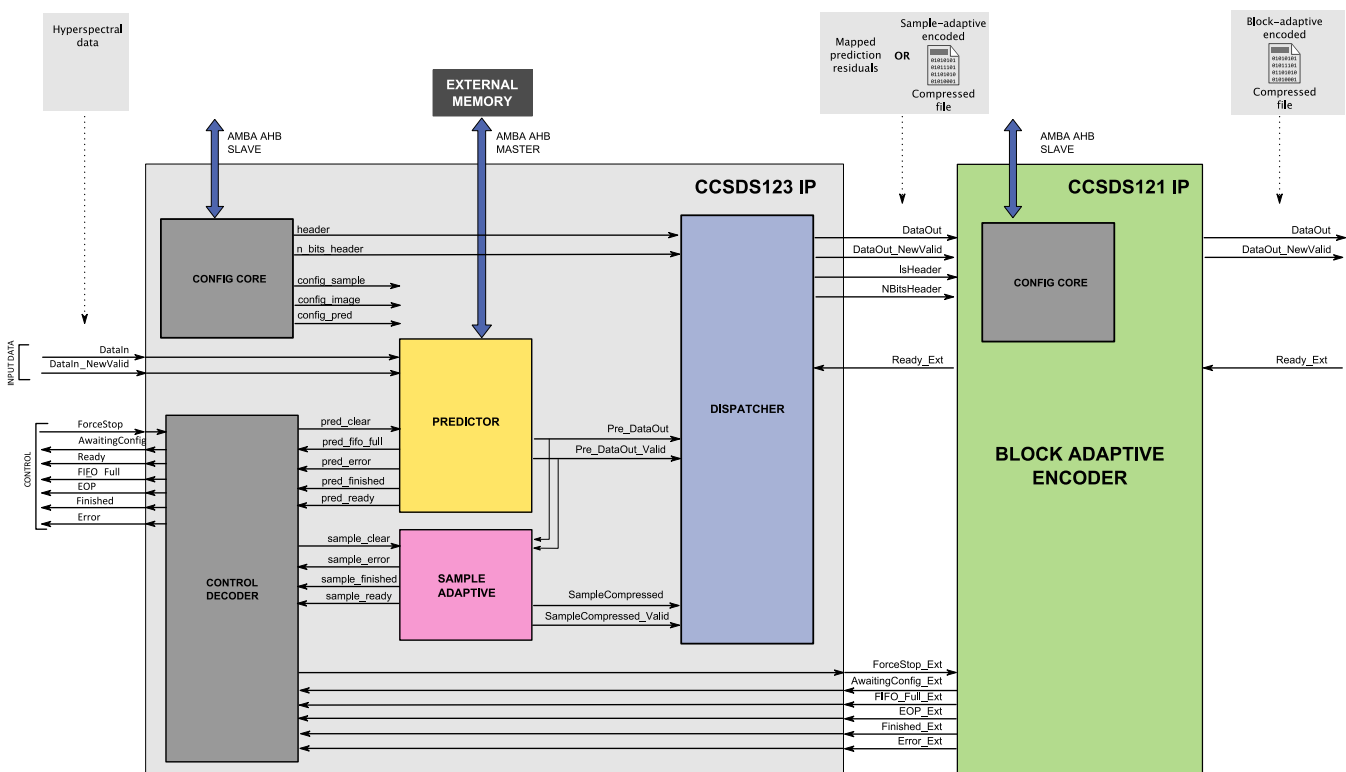 Hyperspectral
data
EXTERNAL
MEMORY
Mapped
prediction
residuals
OR
Sample-adaptive
encoded
01010101
01011101
01101010
01010001
Compressed
file
Block-adaptive
encoded
01010101
01011101
01101010
01010001
Compressed
file
AMBA AHB
SLAVE
AMBA AHB
MASTER
AMBA AHB
SLAVE
CCSDS123 IP
CCSDS121 IP
CONFIG CORE
header
n_bits_header
config_sample
config_image
config_pred
DataOut
DataOut_NewValid
IsHeader
NBitsHeader
Ready_Ext
CONFIG CORE
DataOut
DataOut_NewValid
Ready_Ext
INPUT DATA
DataIn
DataIn_NewValid
PREDICTOR
DISPATCHER
BLOCK ADAPTIVE
ENCODER
CONTROL
ForceStop
AwaitingConfig
Ready
FIFO_Full
EOP
Finished
Error
pred_clear
pred_fifo_full
pred_error
pred_finished
pred_ready
Pre_DataOut
Pre_DataOut_Valid
sample_clear
sample_error
sample_finished
sample_ready
CONTROL
DECODER
SAMPLE
ADAPTIVE
SampleCompressed
SampleCompressed_Valid
ForceStop_Ext
AwaitingConfig_Ext
FIFO_Full_Ext
EOP_Ext
Finished_Ext
Error_Ext